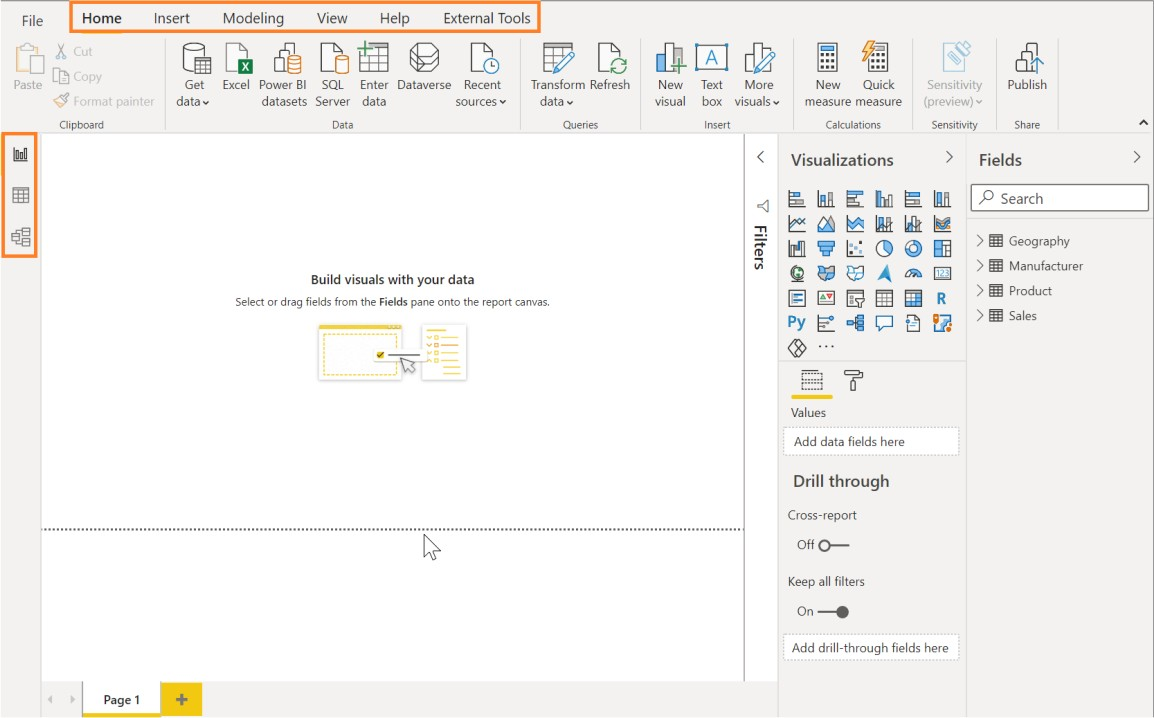 File Home Insert Modeling View Help External Tools
Paste
Cut
Copy
Format painter
Clipboard
Get data
Excel
Power BI datasets
SQL Server
Enter data
Dataverse
Recent sources
Data
Transform data
Refresh
Queries
New visual
Text box
More visuals
Insert
New measure
Quick measure
Calculations
Sensitivity (preview)
Sensitivity
Publish
Share
Build visuals with your data
Select or drag fields from the Fields pane onto the report canvas.
Filters
Visualizations
123
R
Py
...
Values
Add data fields here
Drill through
Cross-report
Off
Keep all filters
On
Add drill-through fields here
Fields
Search
Geography
Manufacturer
Product
Sales
Page 1
+